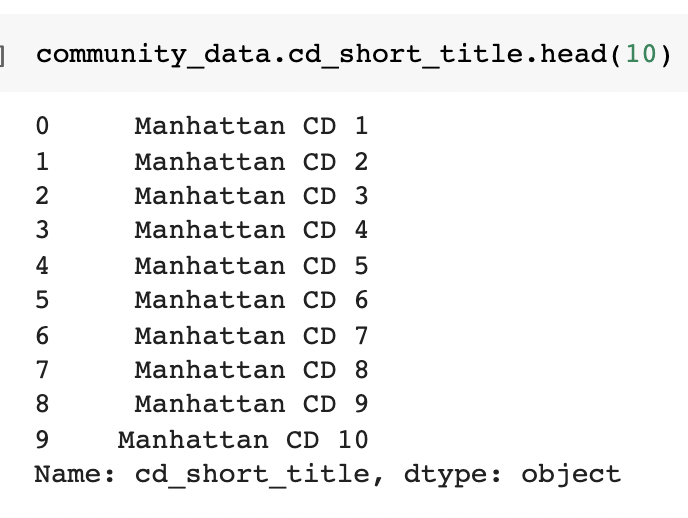 ] community_data.cd_short_title.head(10)
0 Manhattan CD 1
1 Manhattan CD 2
2 Manhattan CD 3
3 Manhattan CD 4
4 Manhattan CD 5
5 Manhattan CD 6
6 Manhattan CD 7
7 Manhattan CD 8
8 Manhattan CD 9
9 Manhattan CD 10
Name: cd_short_title, dtype: object